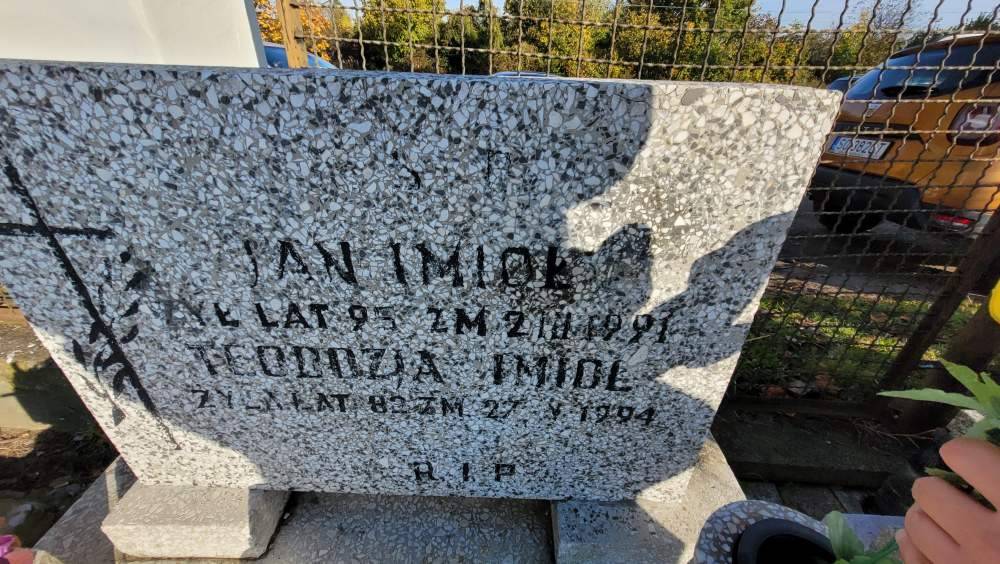 Ś P
JAN IMIOŁ
ŻYŁ LAT 95 ZM 2.III.1991
TEODOZJA IMIOŁ
ŻYŁA LAT 82 ZM 27 V 1994
R I P